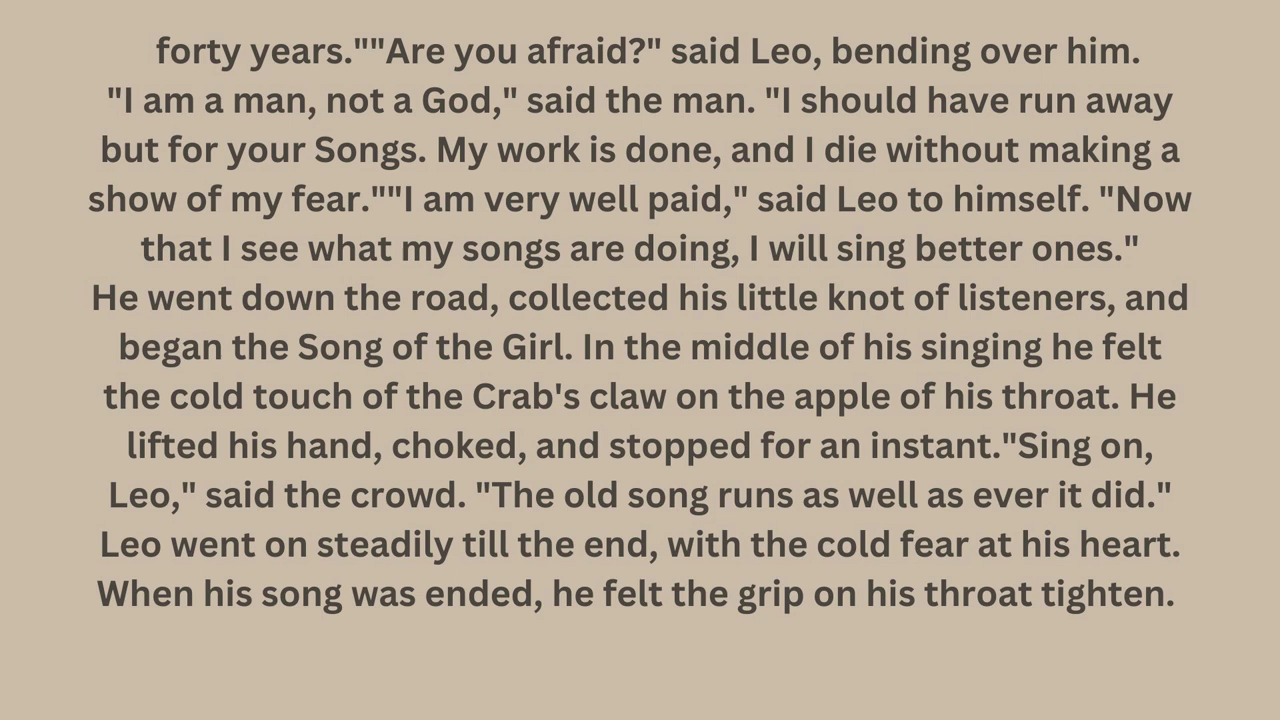 forty years.""Are you afraid?" said Leo, bending over him.
"I am a man, not a God," said the man. "I should have run away
but for your Songs. My work is done, and I die without making a
show of my fear.""I am very well paid," said Leo to himself. "Now
that I see what my songs are doing, I will sing better ones."
He went down the road, collected his little knot of listeners, and
began the Song of the Girl. In the middle of his singing he felt
the cold touch of the Crab's claw on the apple of his throat. He
lifted his hand, choked, and stopped for an instant."Sing on,
Leo," said the crowd. "The old song runs as well as ever it did."
Leo went on steadily till the end, with the cold fear at his heart.
When his song was ended, he felt the grip on his throat tighten.